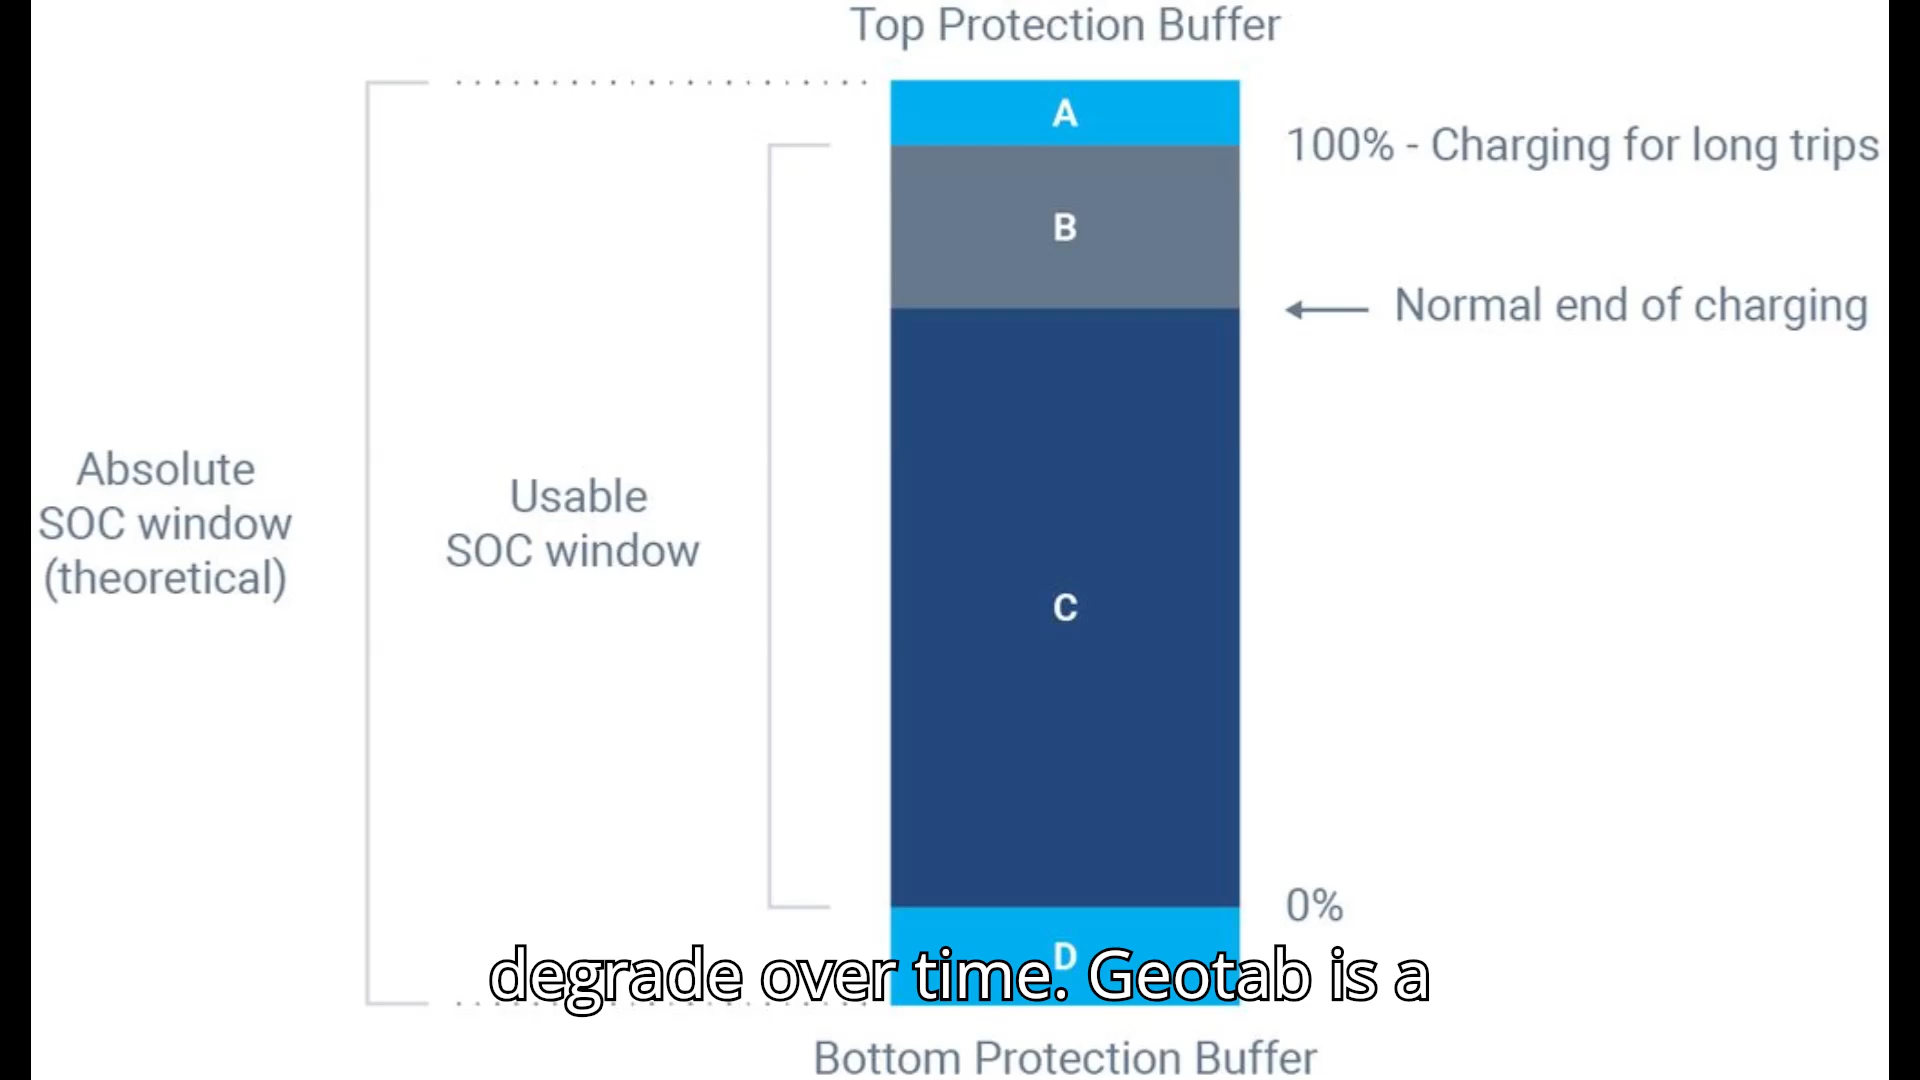 Top Protection Buffer
A
100% - Charging for long trips
B
Normal end of charging
Absolute
SOC window
(theoretical)
Usable
SOC window
C
0%
D
degrade over time. Geotab is a
Bottom Protection Buffer